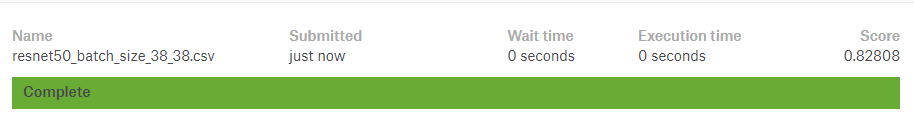 Name Submitted Wait time Execution time Score
resnet50_batch_size_38_38.csv just now 0 seconds 0 seconds 0.82808
Complete